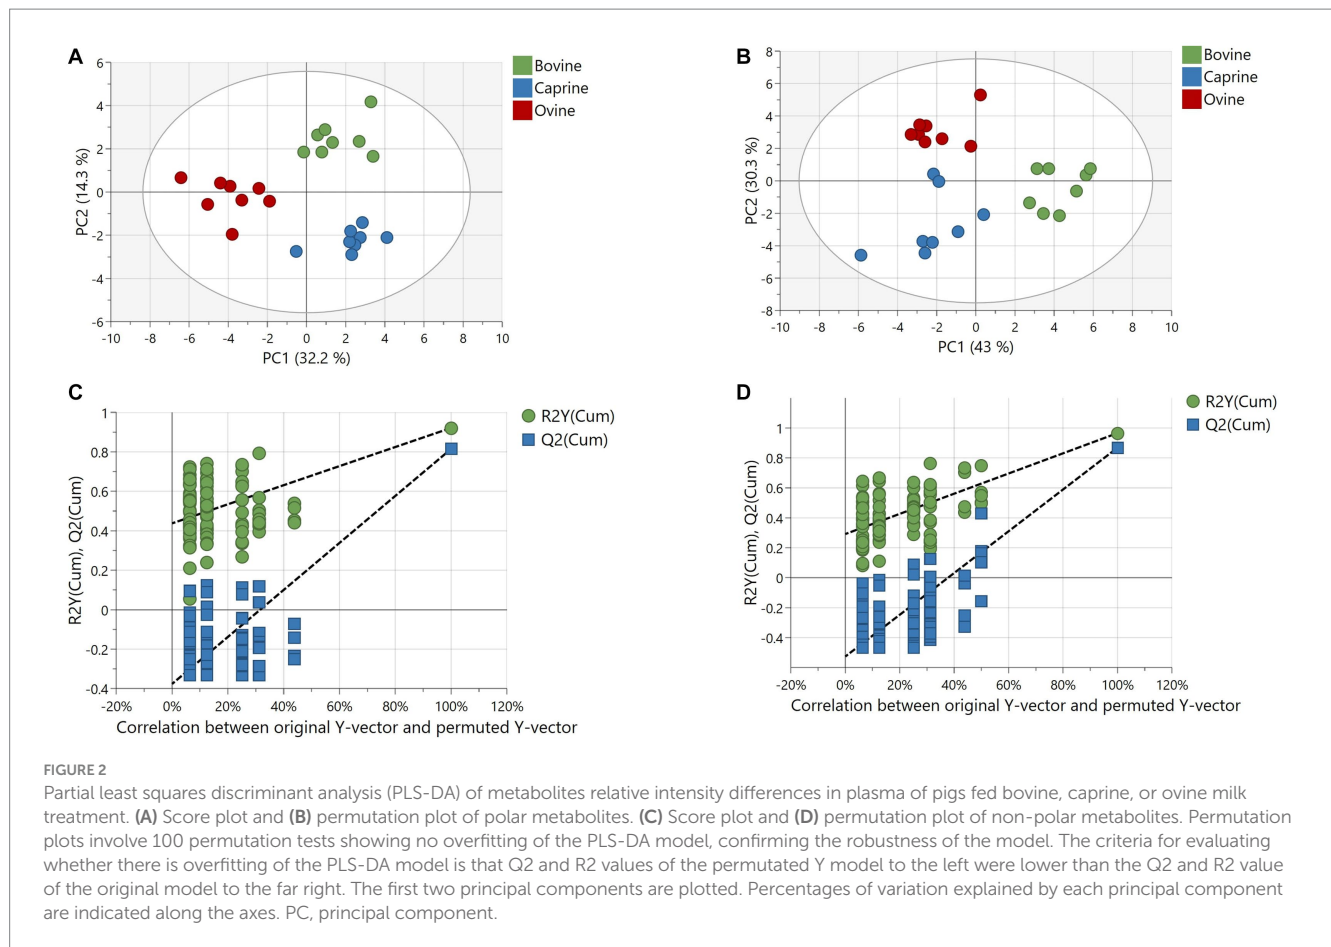 A
Bovine
Caprine
Ovine
6
4
2
0
-2
-4
-6
-10
-8
-6
-4
-2
0
2
4
6
8
10
PC2 (14.3 %)
PC1 (32.2 %)
B
Bovine
Caprine
Ovine
8
6
4
2
0
-2
-4
-6
-8
-10
-8
-6
-4
-2
0
2
4
6
8
10
PC2 (30.3 %)
PC1 (43 %)
C
R2Y(Cum)
Q2(Cum)
1
0.8
0.6
0.4
0.2
0
-0.2
-0.4
-20%
0%
20%
40%
60%
80%
100%
120%
R2Y(Cum), Q2(Cum)
Correlation between original Y-vector and permuted Y-vector
D
R2Y(Cum)
Q2(Cum)
1
0.8
0.6
0.4
0.2
0
-0.2
-0.4
-20%
0%
20%
40%
60%
80%
100%
120%
R2Y(Cum), Q2(Cum)
Correlation between original Y-vector and permuted Y-vector
FIGURE 2
Partial least squares discriminant analysis (PLS-DA) of metabolites relative intensity differences in plasma of pigs fed bovine, caprine, or ovine milk
treatment. (A) Score plot and (B) permutation plot of polar metabolites. (C) Score plot and (D) permutation plot of non-polar metabolites. Permutation
plots involve 100 permutation tests showing no overfitting of the PLS-DA model, confirming the robustness of the model. The criteria for evaluating
whether there is overfitting of the PLS-DA model is that Q2 and R2 values of the permutated Y model to the left were lower than the Q2 and R2 value
of the original model to the far right. The first two principal components are plotted. Percentages of variation explained by each principal component
are indicated along the axes. PC, principal component.